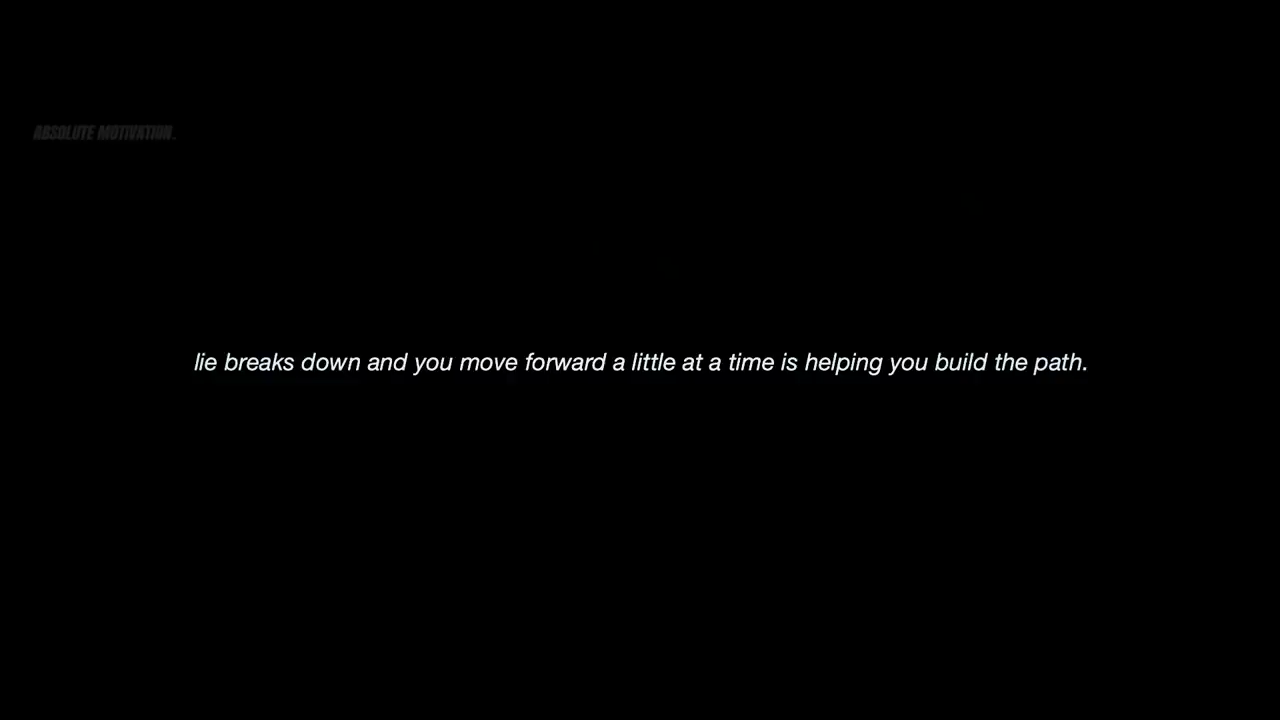 ABSOLUTE MOTIVATION.
lie breaks down and you move forward a little at a time is helping you build the path.